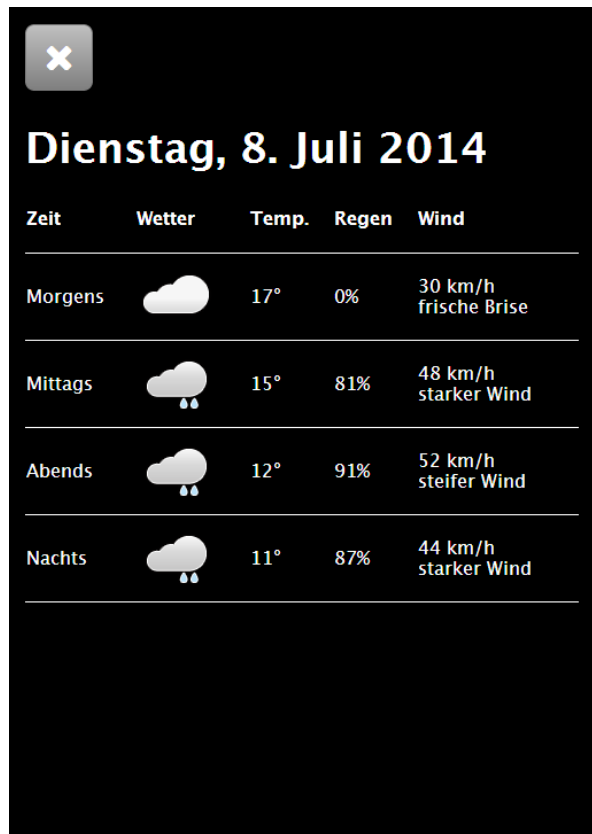 Dienstag, 8. Juli 2014
Zeit Wetter Temp. Regen Wind
Morgens 17° 0% 30 km/h
frische Brise
Mittags 15° 81% 48 km/h
starker Wind
Abends 12° 91% 52 km/h
steifer Wind
Nachts 11° 87% 44 km/h
starker Wind